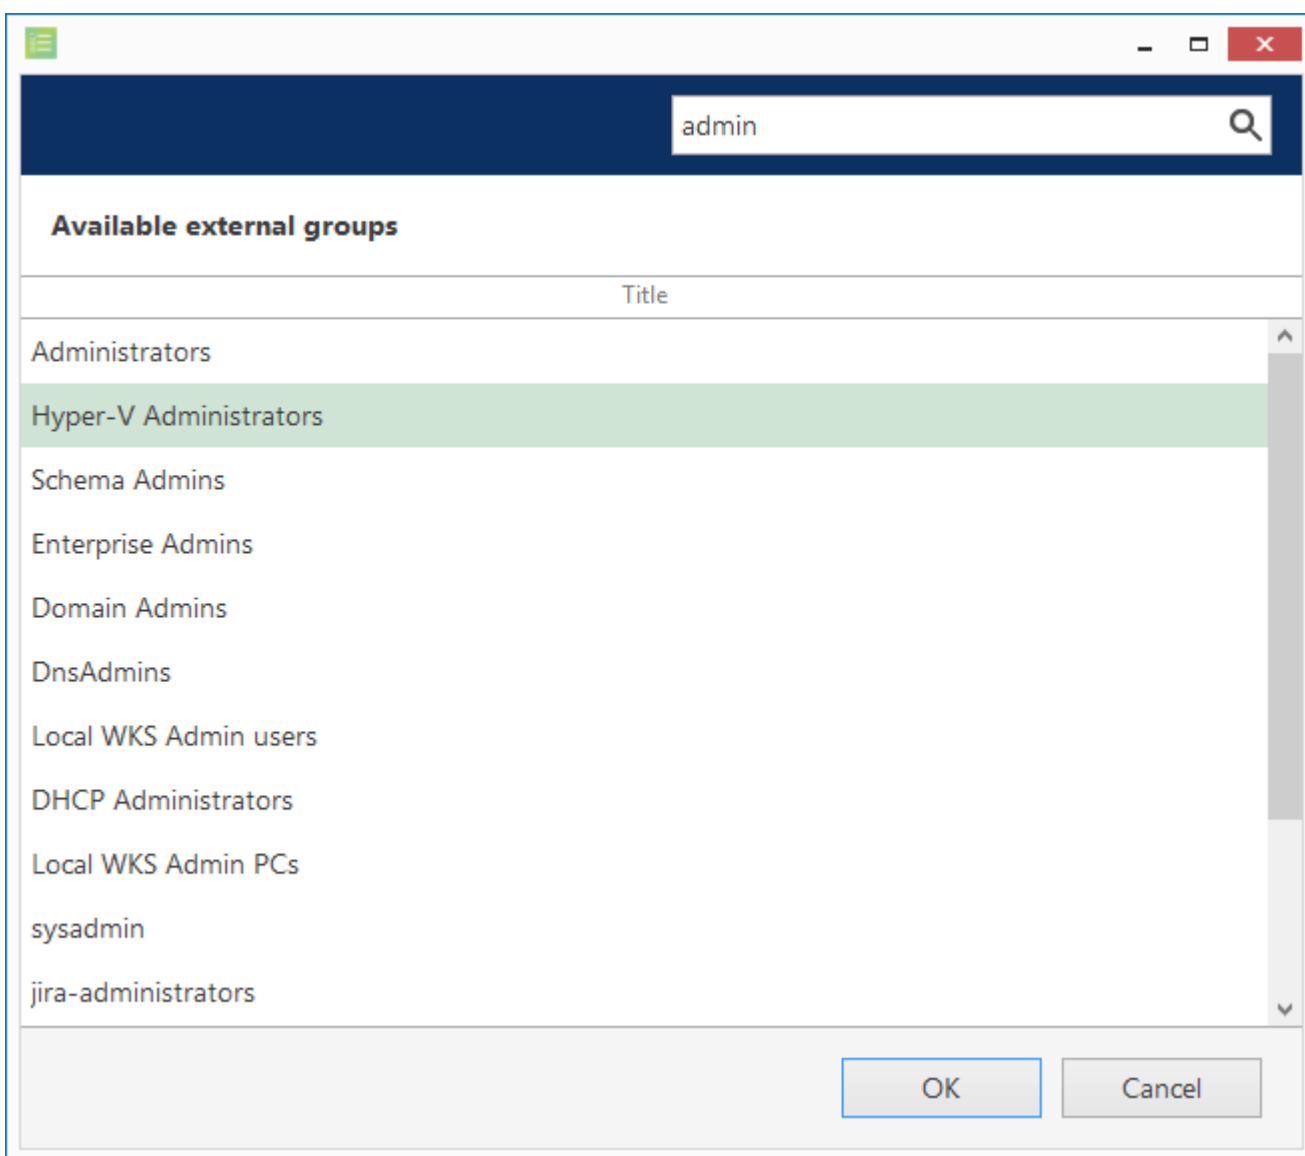 admin
Available external groups
Title
Administrators
Hyper-V Administrators
Schema Admins
Enterprise Admins
Domain Admins
DnsAdmins
Local WKS Admin users
DHCP Administrators
Local WKS Admin PCs
sysadmin
jira-administrators
OK Cancel